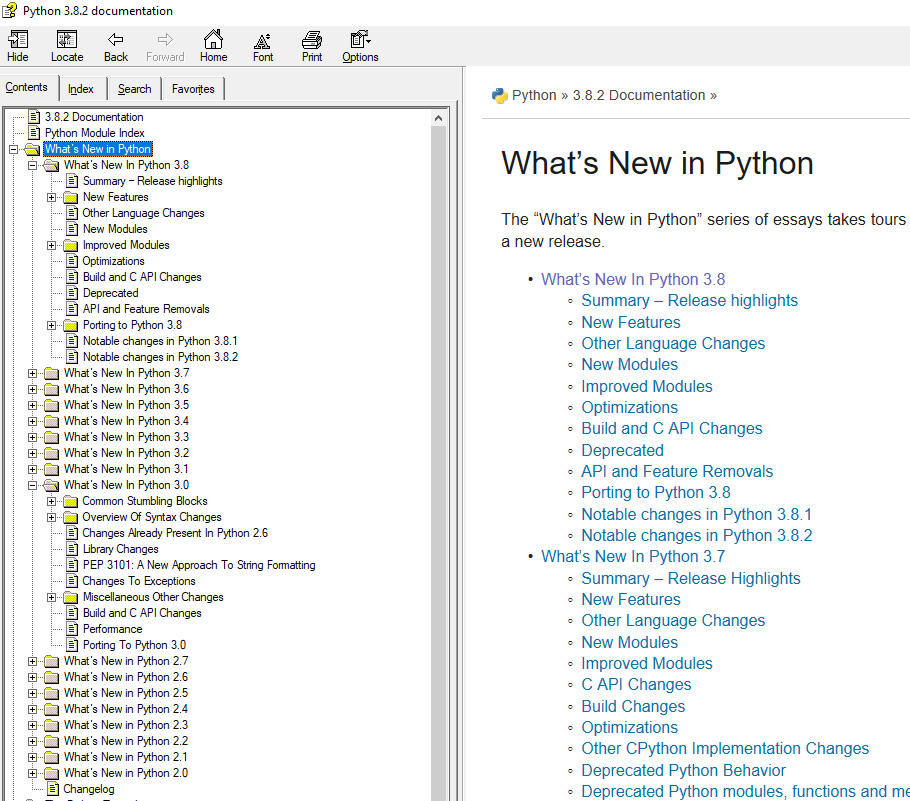 Python 3.8.2 documentation
Hide Locate Back Forward Home Font Print Options
Contents Index Search Favorites
3.8.2 Documentation
Python Module Index
What's New in Python
What's New In Python 3.8
Summary – Release highlights
New Features
Other Language Changes
New Modules
Improved Modules
Optimizations
Build and C API Changes
Deprecated
API and Feature Removals
Porting to Python 3.8
Notable changes in Python 3.8.1
Notable changes in Python 3.8.2
What's New In Python 3.7
What's New In Python 3.6
What's New In Python 3.5
What's New In Python 3.4
What's New In Python 3.3
What's New In Python 3.2
What's New In Python 3.1
What's New In Python 3.0
Common Stumbling Blocks
Overview Of Syntax Changes
Changes Already Present In Python 2.6
Library Changes
PEP 3101: A New Approach To String Formatting
Changes To Exceptions
Miscellaneous Other Changes
Build and C API Changes
Performance
Porting To Python 3.0
What's New in Python 2.7
What's New in Python 2.6
What's New in Python 2.5
What's New in Python 2.4
What's New in Python 2.3
What's New in Python 2.2
What's New in Python 2.1
What's New in Python 2.0
Changelog
Python » 3.8.2 Documentation »
What’s New in Python
The “What’s New in Python” series of essays takes tours
a new release.
• What’s New In Python 3.8
◦ Summary – Release highlights
◦ New Features
◦ Other Language Changes
◦ New Modules
◦ Improved Modules
◦ Optimizations
◦ Build and C API Changes
◦ Deprecated
◦ API and Feature Removals
◦ Porting to Python 3.8
◦ Notable changes in Python 3.8.1
◦ Notable changes in Python 3.8.2
• What’s New In Python 3.7
◦ Summary – Release Highlights
◦ New Features
◦ Other Language Changes
◦ New Modules
◦ Improved Modules
◦ C API Changes
◦ Build Changes
◦ Optimizations
◦ Other CPython Implementation Changes
◦ Deprecated Python Behavior
◦ Deprecated Python modules, functions and me